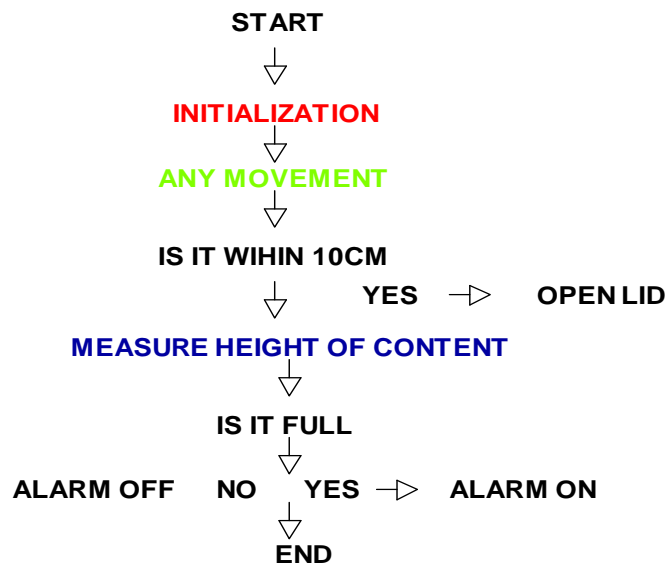 START
INITIALIZATION
ANY MOVEMENT
IS IT WIHIN 10CM
YES OPEN LID
MEASURE HEIGHT OF CONTENT
IS IT FULL
ALARM OFF NO YES ALARM ON
END